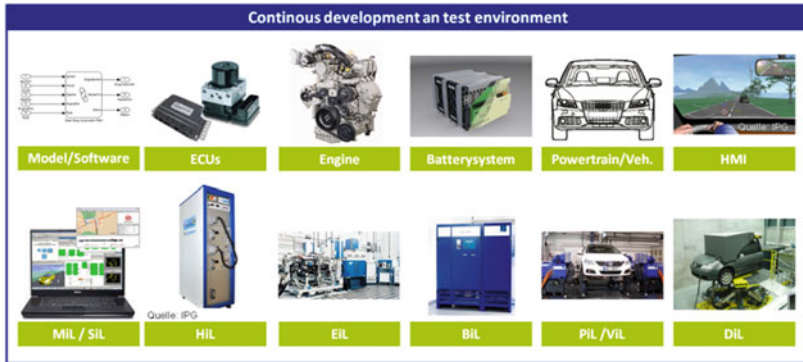 Continous development an test environment
Quelle: IPG
Model/Software
ECUs
Engine
Batterysystem
Powertrain/Veh.
HMI
Quelle: IPG
MiL / SiL
HiL
EiL
BiL
PiL /ViL
DiL